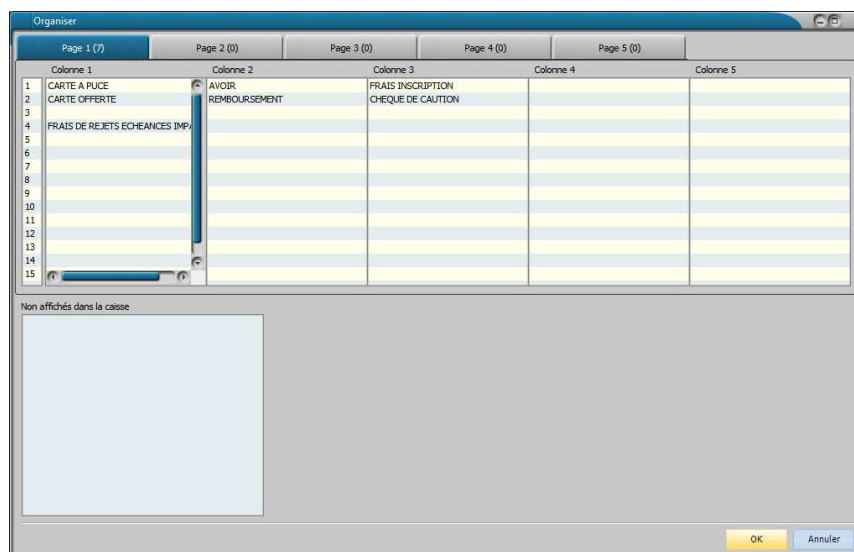 Organiser
Page 1 (7) Page 2 (0) Page 3 (0) Page 4 (0) Page 5 (0)
Colonne 1 Colonne 2 Colonne 3 Colonne 4 Colonne 5
1 CARTE A PUCE AVOIR FRAIS INSCRIPTION
2 CARTE OFFERTE REMBOURSEMENT CHEQUE DE CAUTION
3
4 FRAIS DE REJETS ECHEANCES IMPA
5
6
7
8
9
10
11
12
13
14
15
Non affichés dans la caisse
OK Annuler